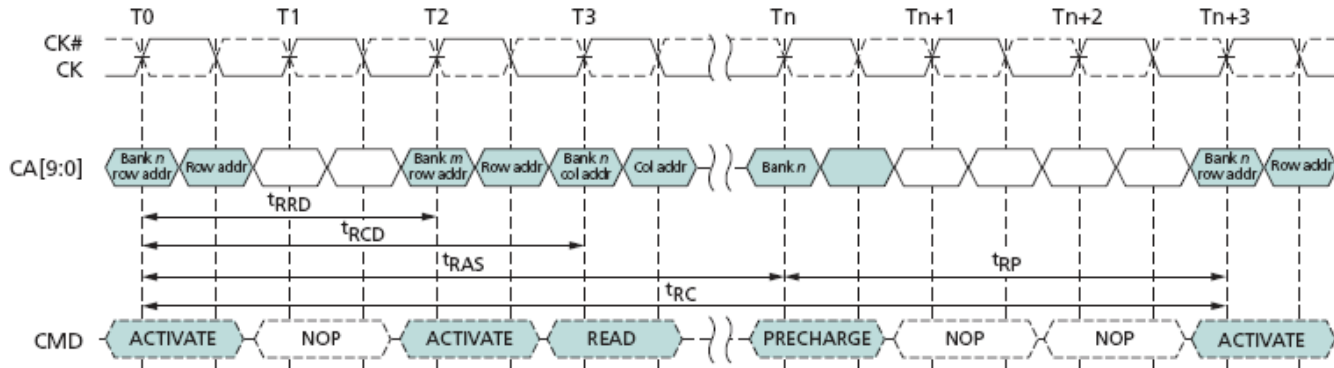 T0 T1 T2 T3 Tn Tn+1 Tn+2 Tn+3
CK#
CK
CA[9:0]
Bank n
row addr
Row addr
Bank m
row addr
Row addr
Bank n
col addr
Col addr
Bank n
Bank n
row addr
Row addr
tRRD
tRCD
tRAS
tRP
tRC
CMD ACTIVATE NOP ACTIVATE READ PRECHARGE NOP NOP ACTIVATE